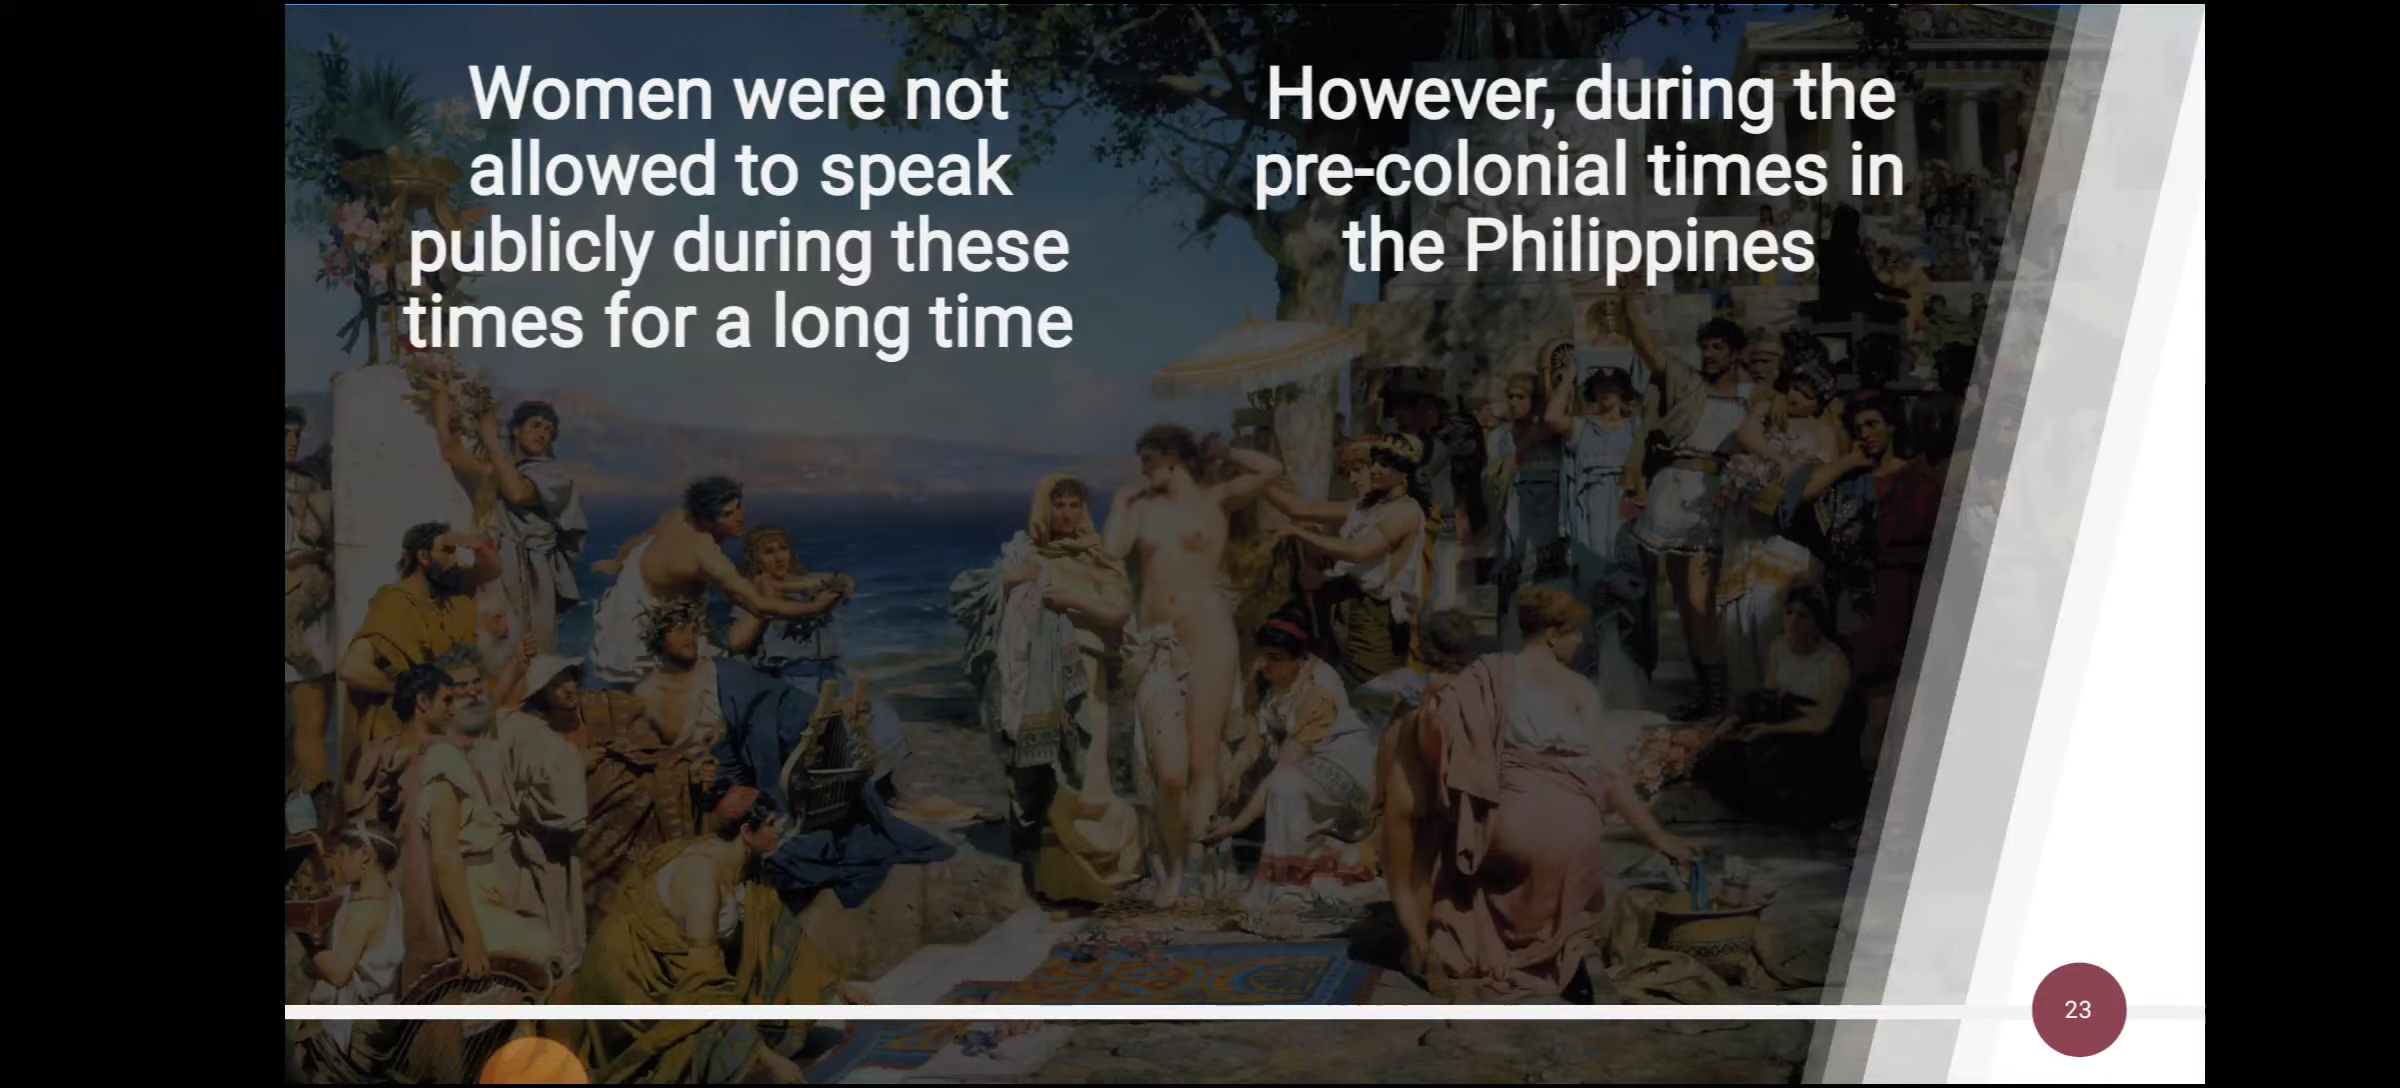 Women were not
allowed to speak
publicly during these
times for a long time
However, during the
pre-colonial times in
the Philippines
23